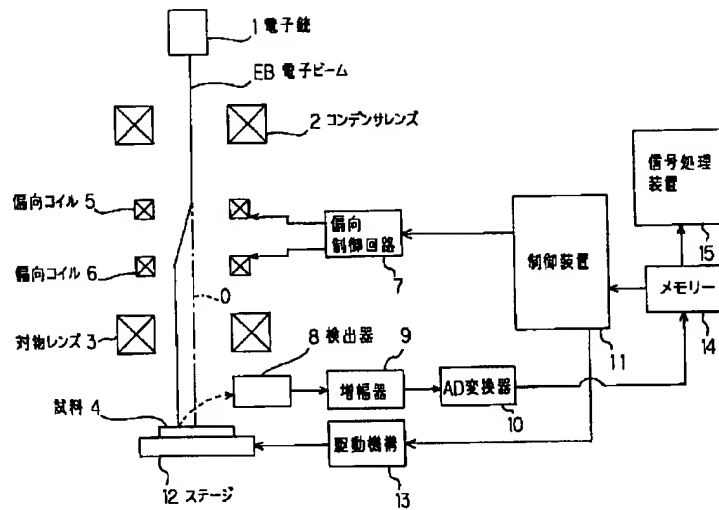 1 電子銃
EB 電子ビーム
2 コンデンサレンズ
信号処理
装置
15
偏向コイル 5
偏向
制御回路
7
制御装置
11
メモリー
14
偏向コイル 6
O
対物レンズ 3
8 検出器
9
増幅器
AD変換器
10
試料 4
駆動機構
13
12 ステージ